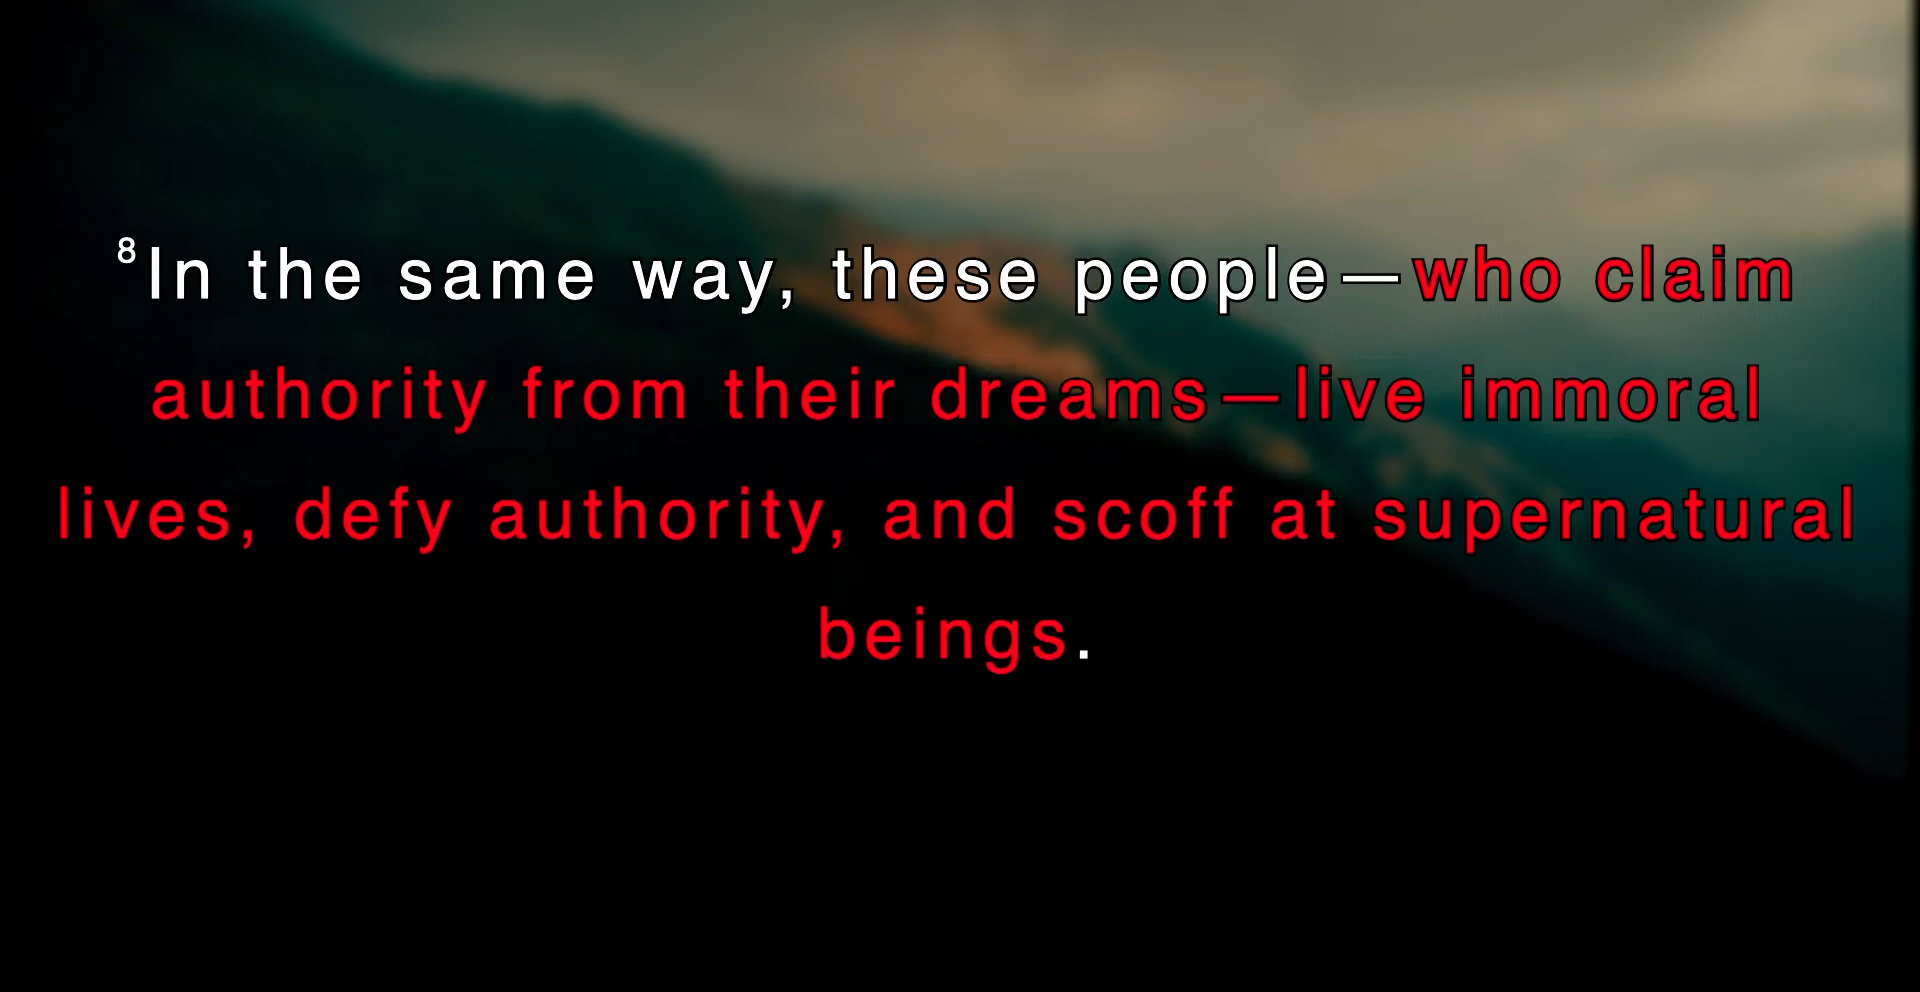 ⁸In the same way, these people—who claim
authority from their dreams—live immoral
lives, defy authority, and scoff at supernatural
beings.